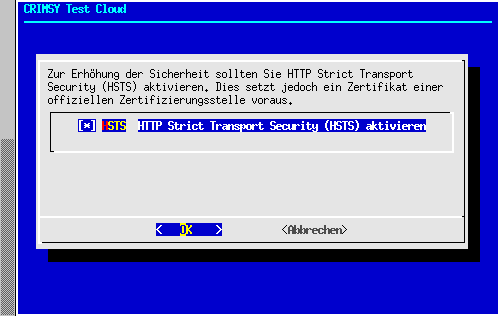 CRIMSY Test Cloud
Zur Erhöhung der Sicherheit sollten Sie HTTP Strict Transport
Security (HSTS) aktivieren. Dies setzt jedoch ein Zertifikat einer
offiziellen Zertifizierungsstelle voraus.
[*] HSTS HTTP Strict Transport Security (HSTS) aktivieren
< OK > <Abbrechen>